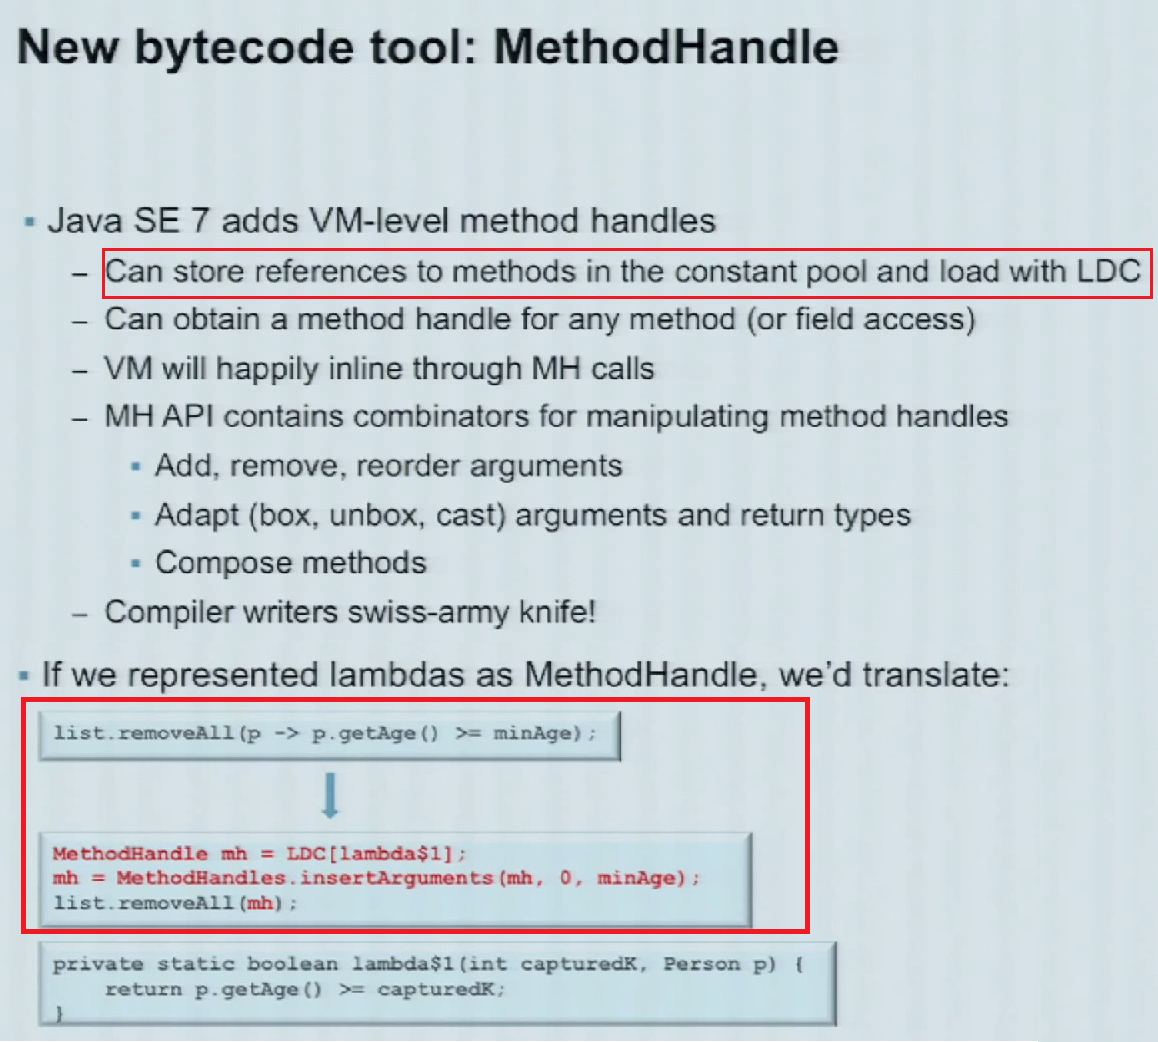 New bytecode tool: MethodHandle
Java SE 7 adds VM-level method handles
– Can store references to methods in the constant pool and load with LDC
– Can obtain a method handle for any method (or field access)
– VM will happily inline through MH calls
– MH API contains combinators for manipulating method handles
Add, remove, reorder arguments
Adapt (box, unbox, cast) arguments and return types
Compose methods
– Compiler writers swiss-army knife!
If we represented lambdas as MethodHandle, we’d translate:
list.removeAll(p -> p.getAge() >= minAge);
MethodHandle mh = LDC[lambda$1];
mh = MethodHandles.insertArguments(mh, 0, minAge);
list.removeAll(mh);
private static boolean lambda$1(int capturedK, Person p) {
return p.getAge() >= capturedK;
}